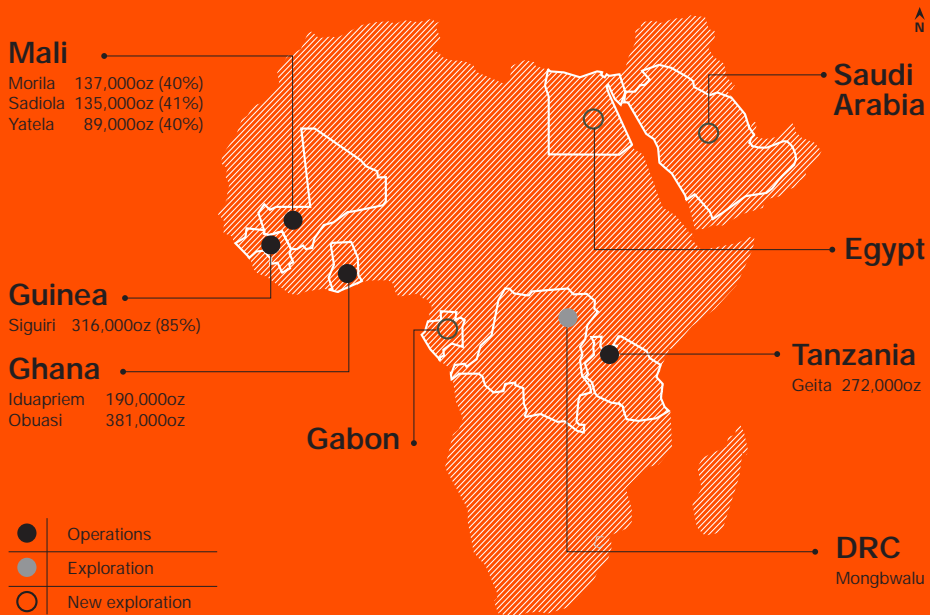 N
Mali
Morila 137,000oz (40%)
Sadiola 135,000oz (41%)
Yatela 89,000oz (40%)
Saudi
Arabia
Egypt
Guinea
Siguiri 316,000oz (85%)
Ghana
Iduapriem 190,000oz
Obuasi 381,000oz
Tanzania
Geita 272,000oz
Gabon
DRC
Mongbwalu
Operations
Exploration
New exploration